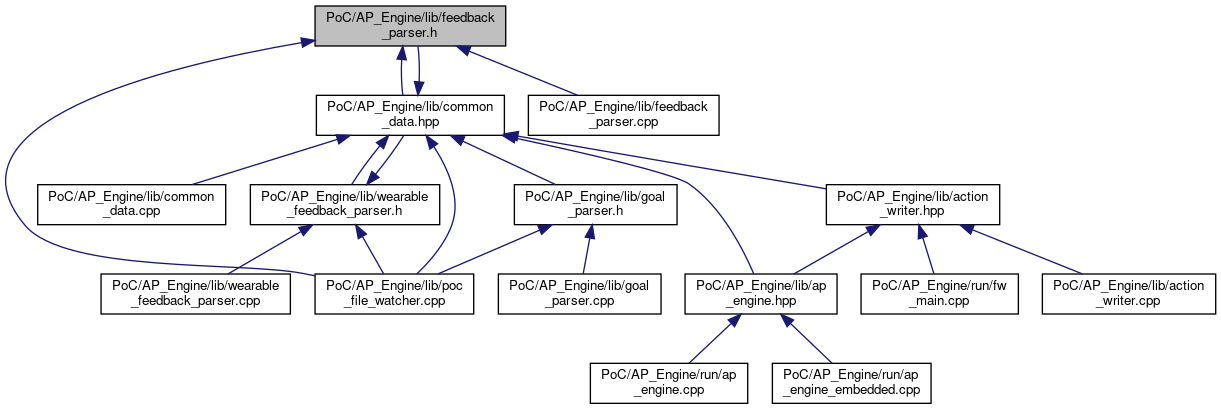 PoC/AP_Engine/lib/feedback
_parser.h
PoC/AP_Engine/lib/common
_data.hpp
PoC/AP_Engine/lib/feedback
_parser.cpp
PoC/AP_Engine/lib/common
_data.cpp
PoC/AP_Engine/lib/wearable
_feedback_parser.h
PoC/AP_Engine/lib/goal
_parser.h
PoC/AP_Engine/lib/action
_writer.hpp
PoC/AP_Engine/lib/wearable
_feedback_parser.cpp
PoC/AP_Engine/lib/poc
_file_watcher.cpp
PoC/AP_Engine/lib/goal
_parser.cpp
PoC/AP_Engine/lib/ap
_engine.hpp
PoC/AP_Engine/run/fw
_main.cpp
PoC/AP_Engine/lib/action
_writer.cpp
PoC/AP_Engine/run/ap
_engine.cpp
PoC/AP_Engine/run/ap
_engine_embedded.cpp